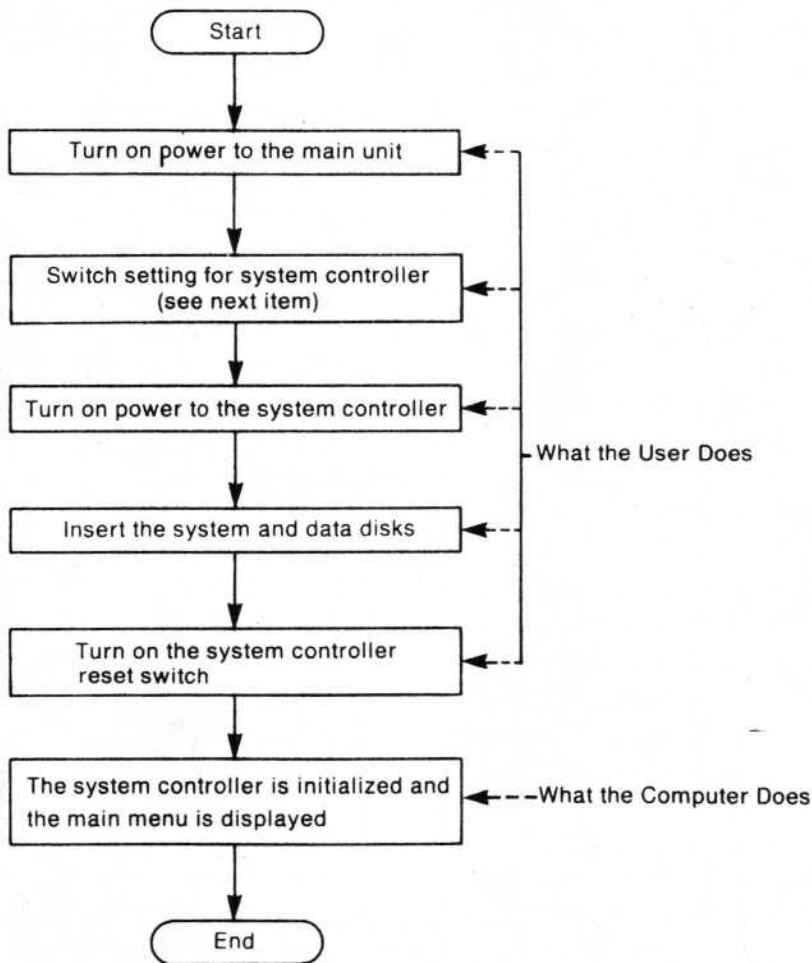 Start
Turn on power to the main unit
Switch setting for system controller
(see next item)
Turn on power to the system controller
What the User Does
Insert the system and data disks
Turn on the system controller
reset switch
The system controller is initialized and
the main menu is displayed
What the Computer Does
End